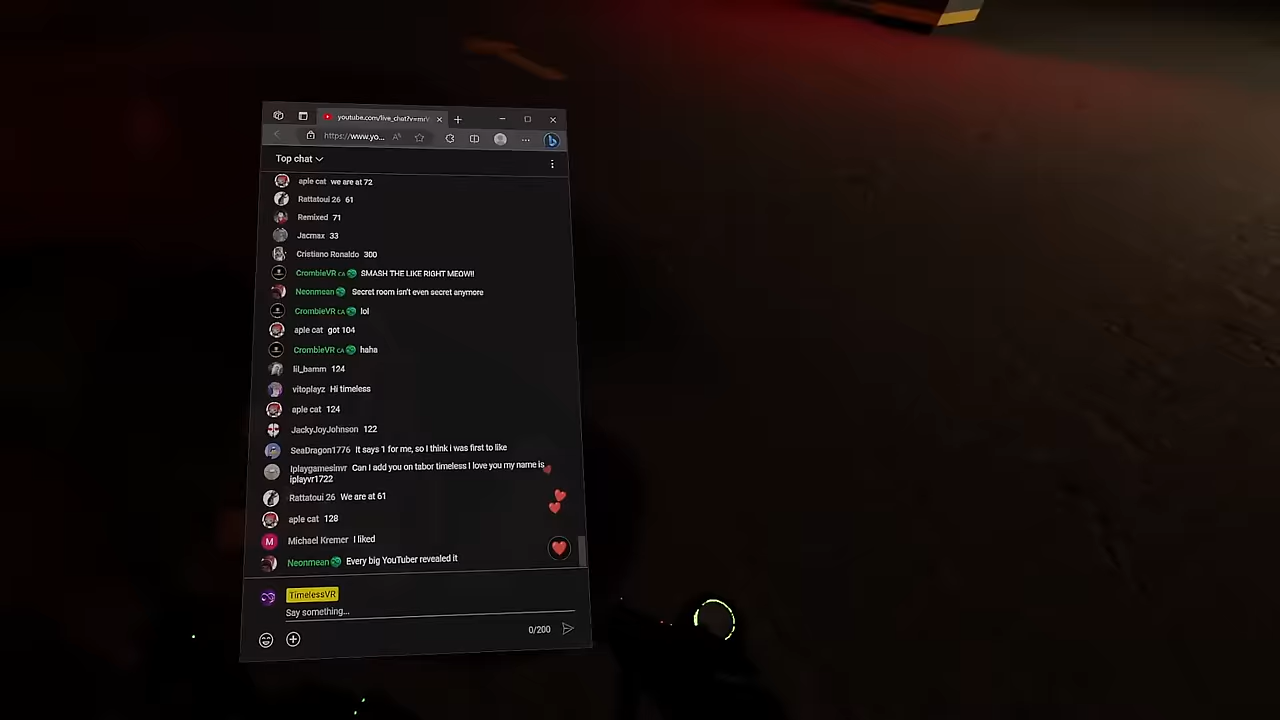 youtube.com/live_chat?v=mrV
https://www.yo...
Top chat
aple cat we are at 72
Rattatoui 26 61
Remixed 71
Jacmax 33
Cristiano Ronaldo 300
CrombieVR CA SMASH THE LIKE RIGHT MEOW!!
Neonmean Secret room isn't even secret anymore
CrombieVR CA lol
aple cat got 104
CrombieVR CA haha
lil_bamm 124
vitoplayz Hi timeless
aple cat 124
JackyJoyJohnson 122
SeaDragon1776 It says 1 for me, so I think i was first to like
Iplaygamesinvr Can I add you on tabor timeless I love you my name is
iplayvr1722
Rattatoui 26 We are at 61
aple cat 128
M Michael Kremer I liked
Neonmean Every big YouTuber revealed it
TimelessVR
Say something...
0/200